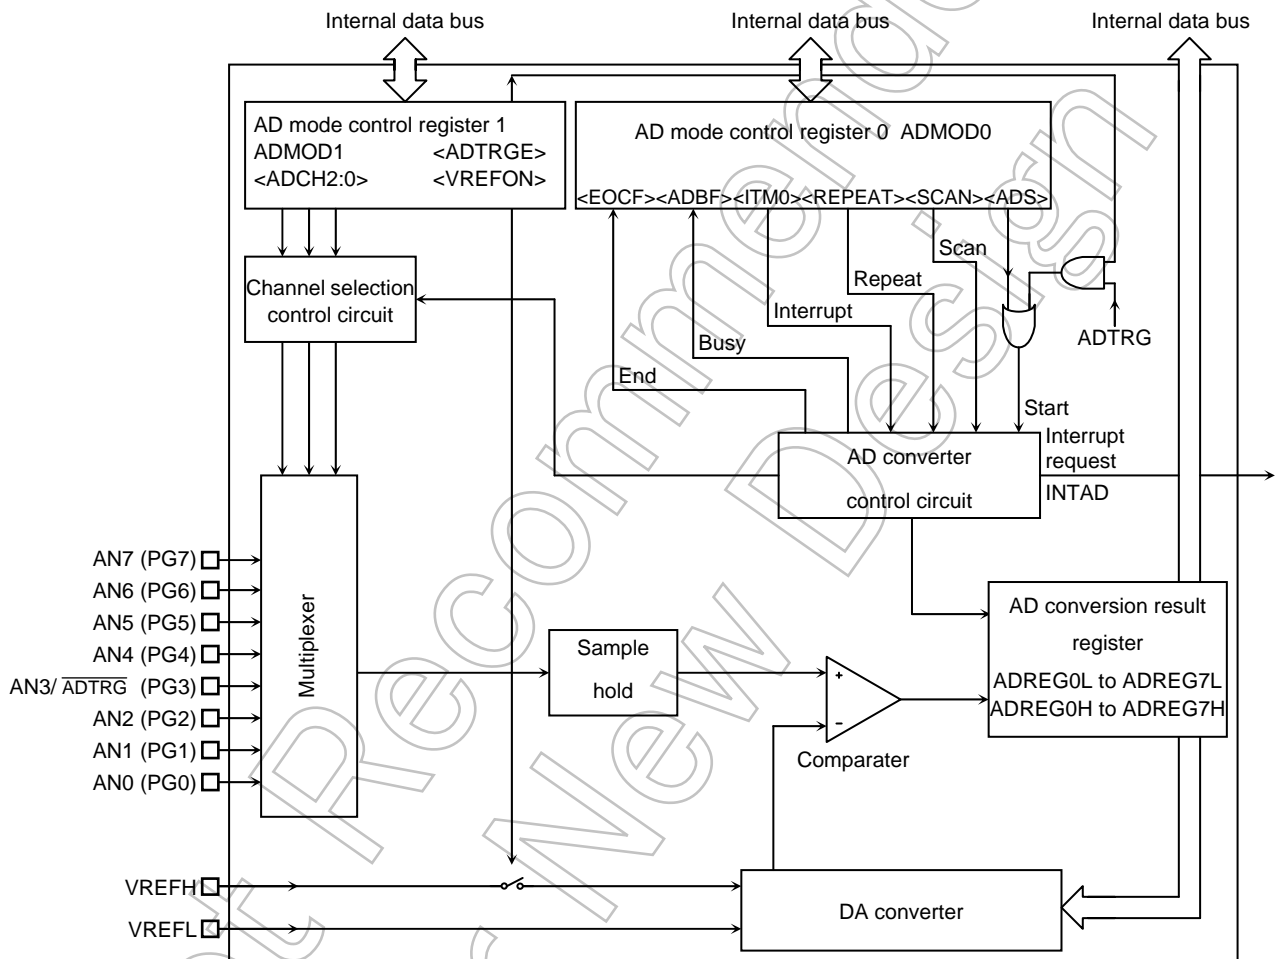 Internal data bus
Internal data bus
Internal data bus
AD mode control register 1
ADMOD1 <ADTRGE>
<ADCH2:0> <VREFON>
AD mode control register 0 ADMOD0
<EOCF><ADBF><ITM0><REPEAT><SCAN><ADS>
Scan
Channel selection
control circuit
Repeat
Interrupt
ADTRG
Busy
End
Start
AD converter
control circuit
Interrupt
request
INTAD
AN7 (PG7)
AN6 (PG6)
AN5 (PG5)
AN4 (PG4)
AN3/ ADTRG (PG3)
AN2 (PG2)
AN1 (PG1)
AN0 (PG0)
Multiplexer
Sample
hold
+
−
Comparater
AD conversion result
register
ADREG0L to ADREG7L
ADREG0H to ADREG7H
VREFH
VREFL
DA converter
Recommended
New Design